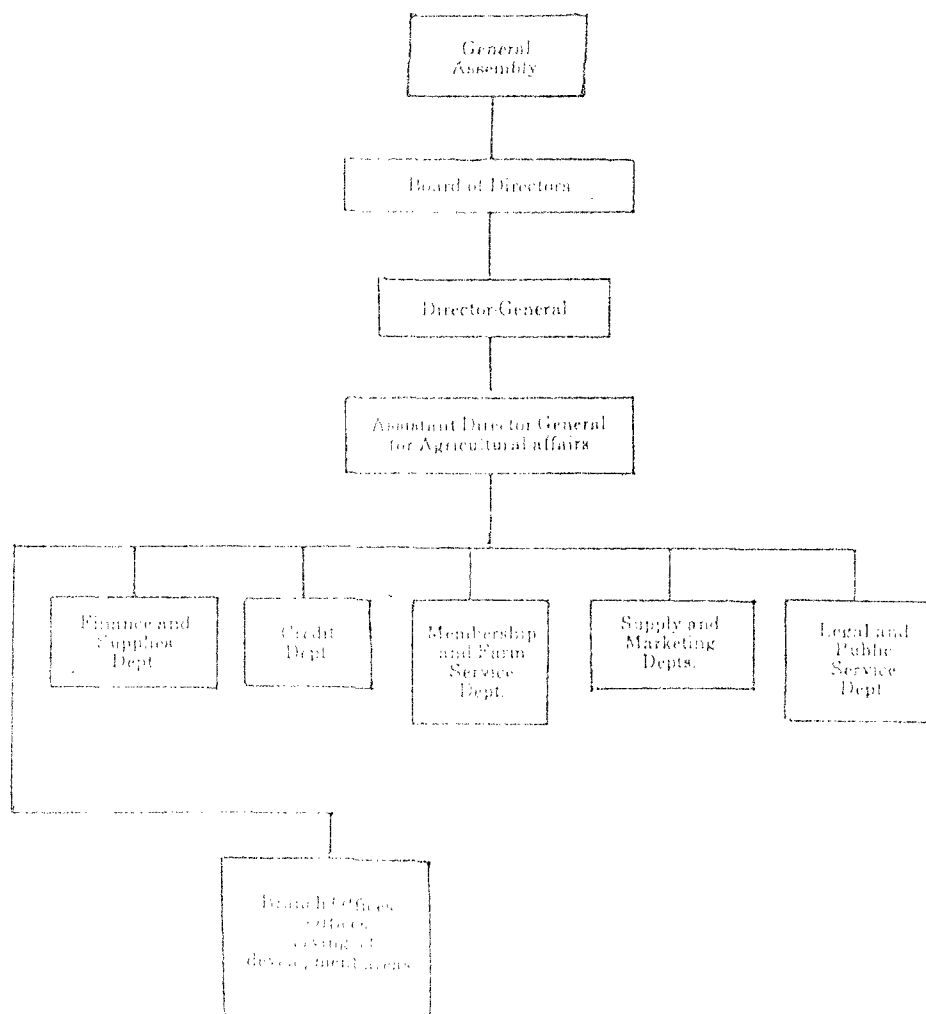 General
Assembly
Board of Directors
Director-General
Assistant Director General
for Agricultural affairs
Finance and
Supplies
Dept
Credit
Dept
Membership
and Farm
Service
Dept.
Supply and
Marketing
Depts.
Legal and
Public
Service
Dept
Branch Offices
Offices
development areas